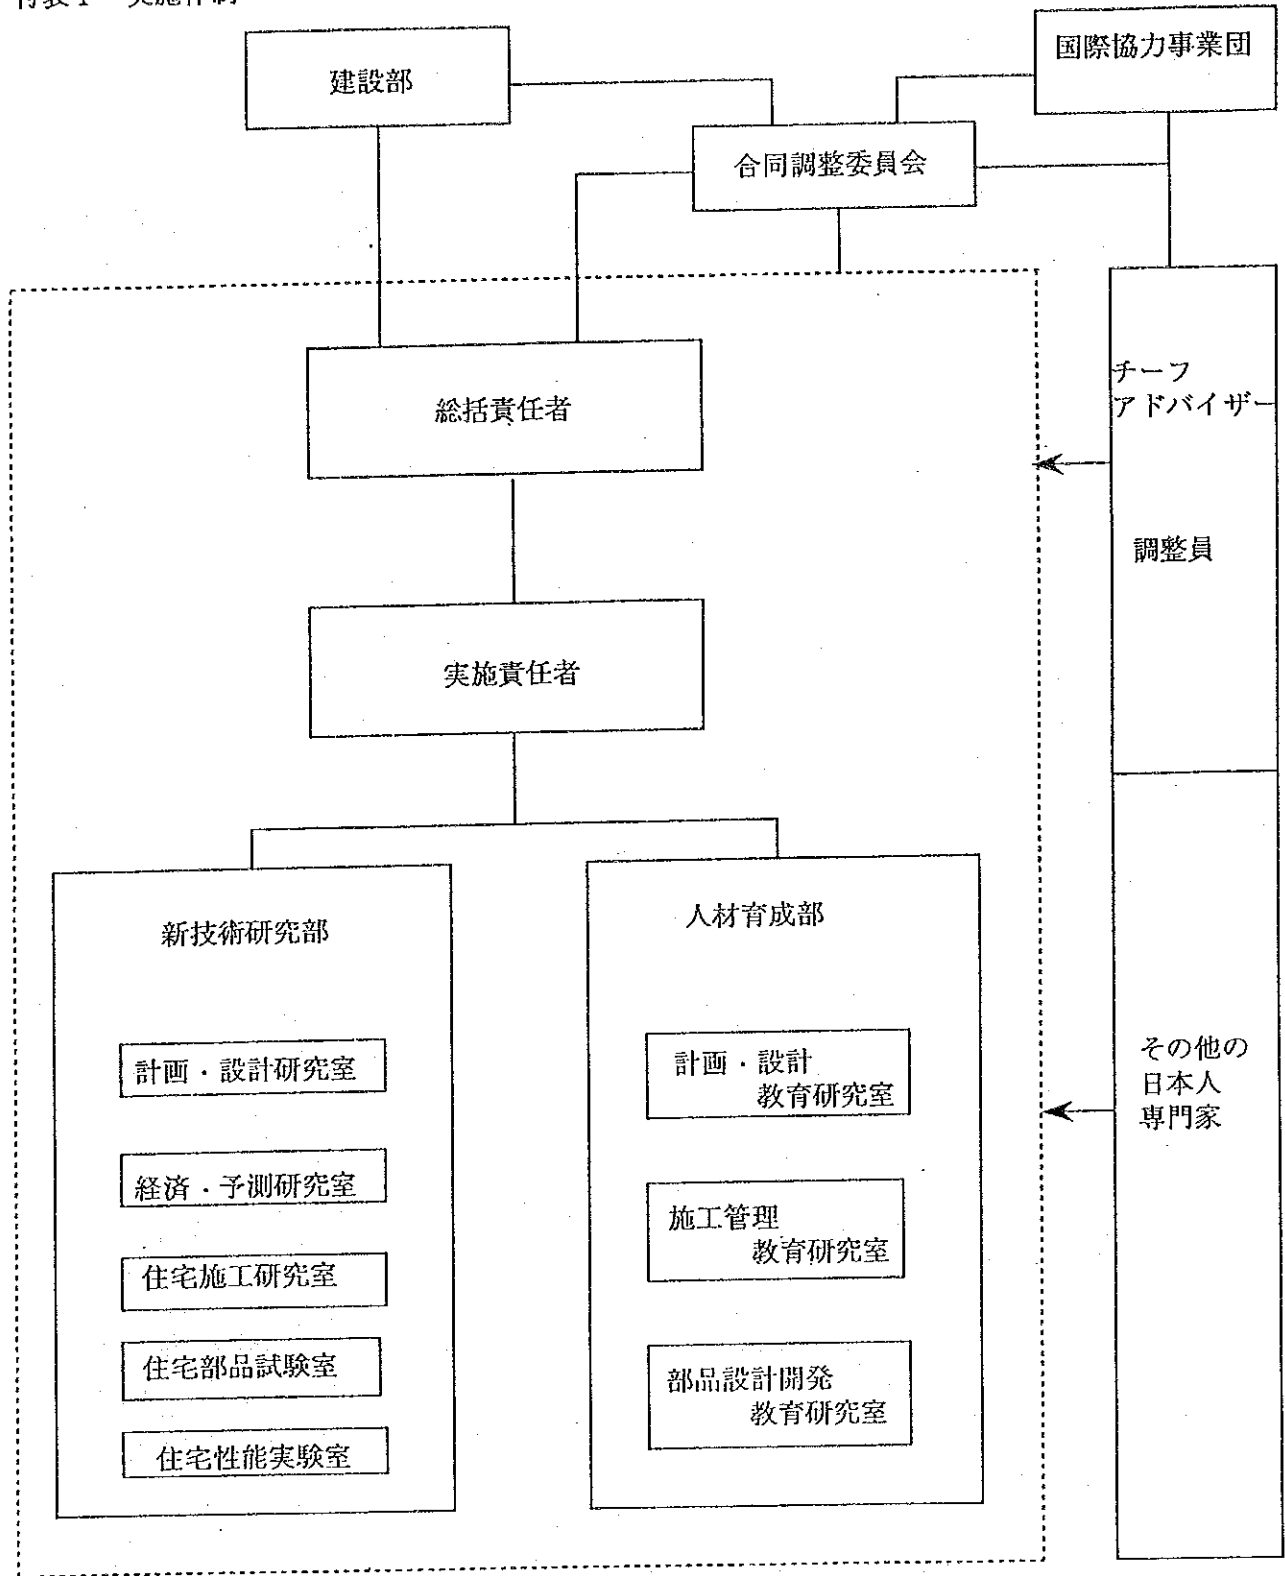 国際協力事業団
建設部
合同調整委員会
総括責任者
チーフ
アドバイザー
調整員
実施責任者
新技術研究部
計画・設計研究室
経済・予測研究室
住宅施工研究室
住宅部品試験室
住宅性能実験室
人材育成部
計画・設計
教育研究室
施工管理
教育研究室
部品設計開発
教育研究室
その他の
日本人
専門家